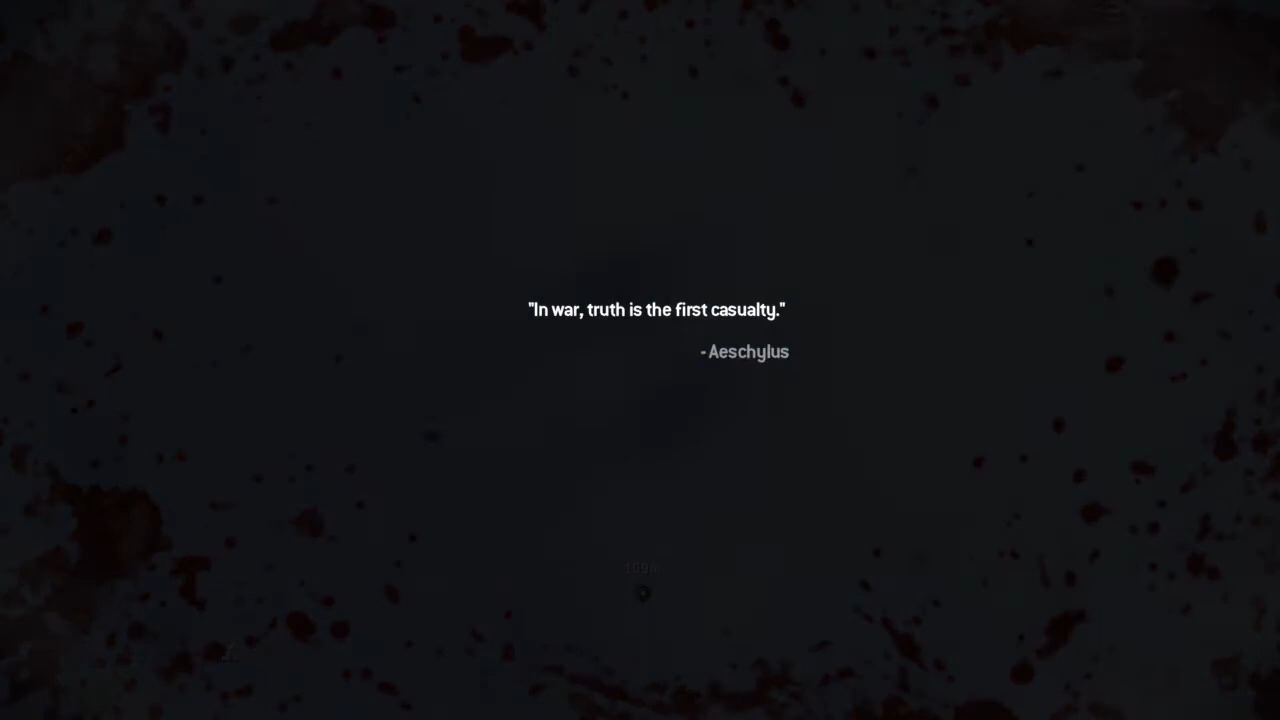 "In war, truth is the first casualty."
- Aeschylus